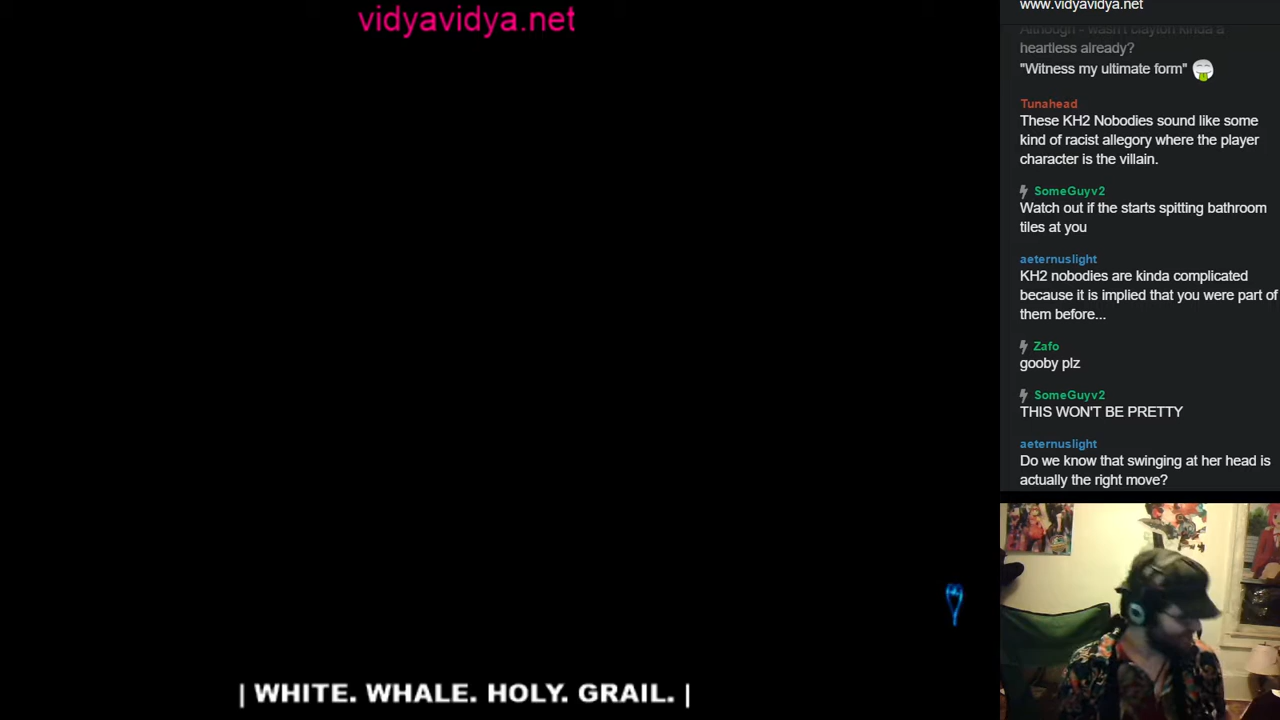 vidyavidya.net
www.vidyavidya.net
Although - wasn't clayton kinda a
heartless already?
"Witness my ultimate form"
Tunahead
These KH2 Nobodies sound like some
kind of racist allegory where the player
character is the villain.
SomeGuyv2
Watch out if the starts spitting bathroom
tiles at you
aeternuslight
KH2 nobodies are kinda complicated
because it is implied that you were part of
them before...
Zafo
gooby plz
SomeGuyv2
THIS WON'T BE PRETTY
aeternuslight
Do we know that swinging at her head is
actually the right move?
| WHITE. WHALE. HOLY. GRAIL. |